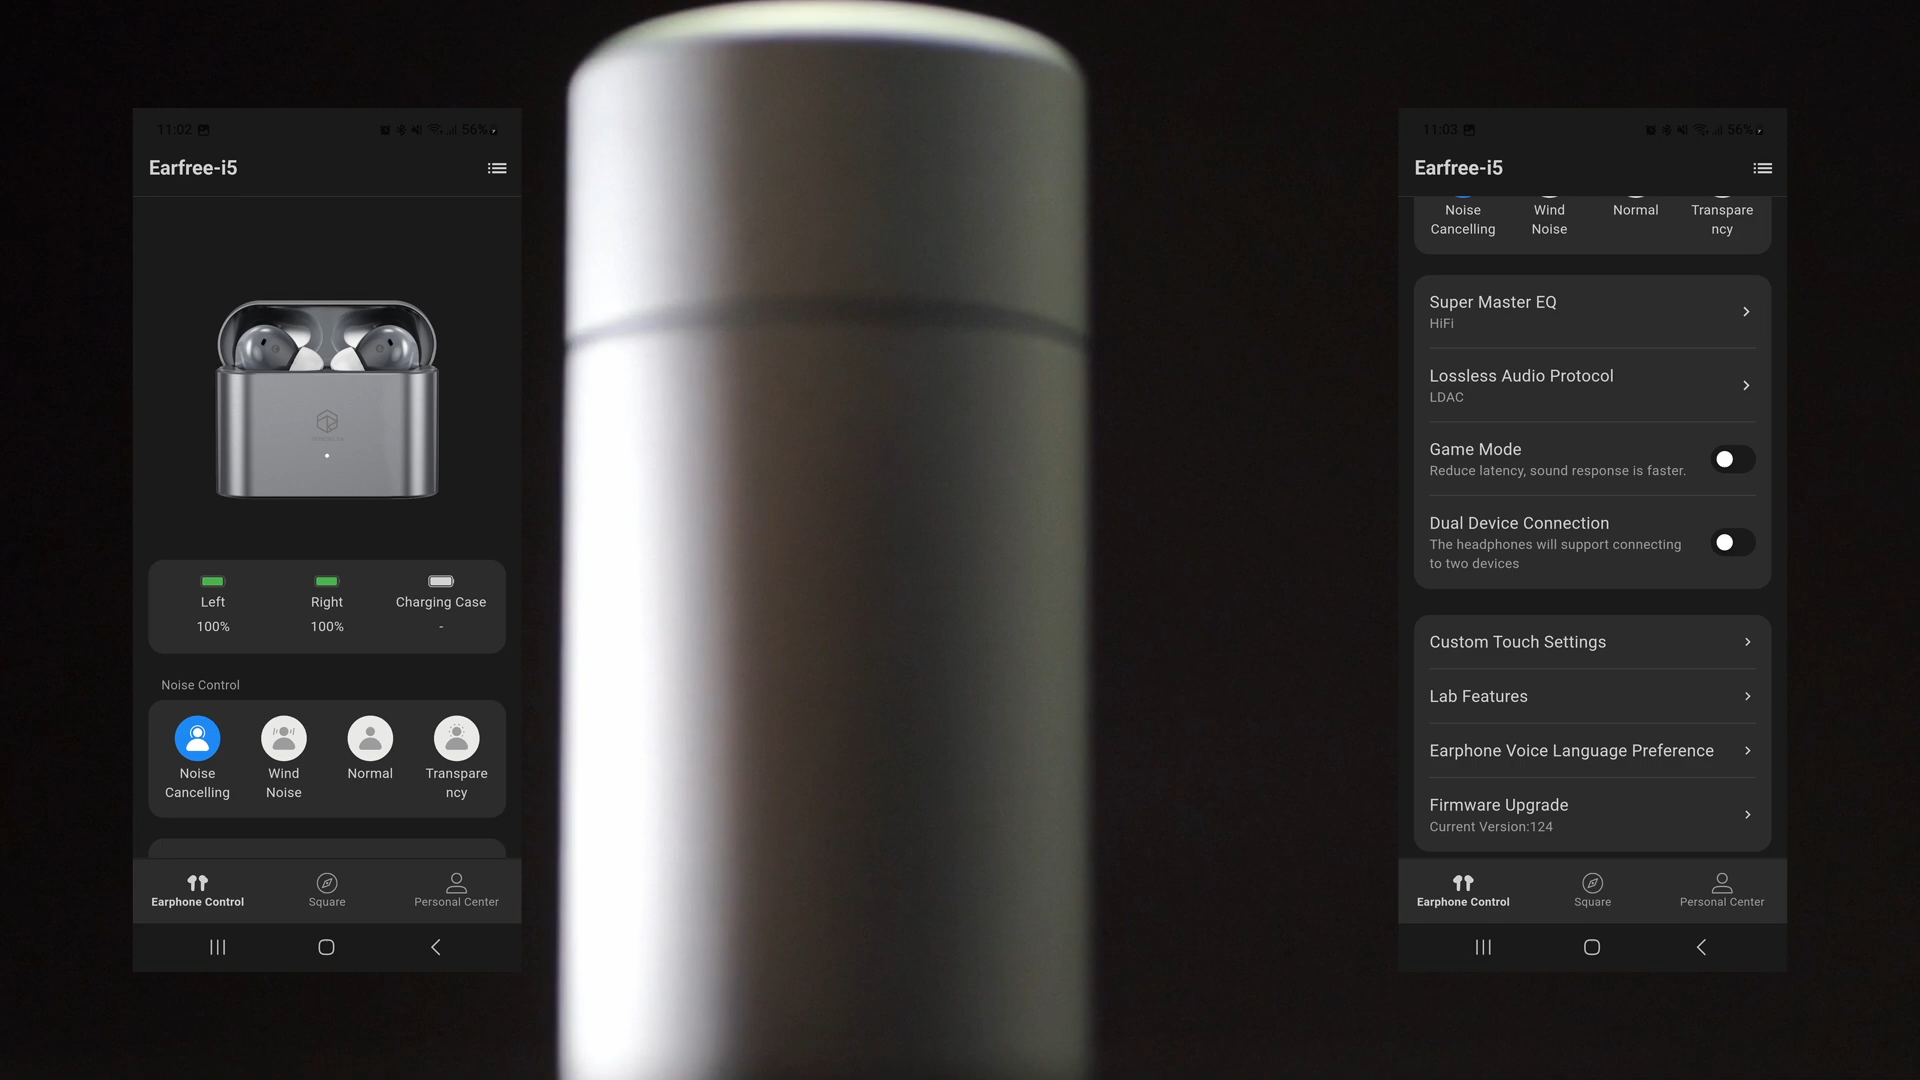 11:02
56%
Earfree-i5
Left
Right
Charging Case
100%
100%
-
Noise Control
Noise
Cancelling
Wind
Noise
Normal
Transpare
ncy
Earphone Control
Square
Personal Center
11:03
56%
Earfree-i5
Noise
Cancelling
Wind
Noise
Normal
Transpare
ncy
Super Master EQ
HiFi
Lossless Audio Protocol
LDAC
Game Mode
Reduce latency, sound response is faster.
Dual Device Connection
The headphones will support connecting
to two devices
Custom Touch Settings
Lab Features
Earphone Voice Language Preference
Firmware Upgrade
Current Version:124
Earphone Control
Square
Personal Center